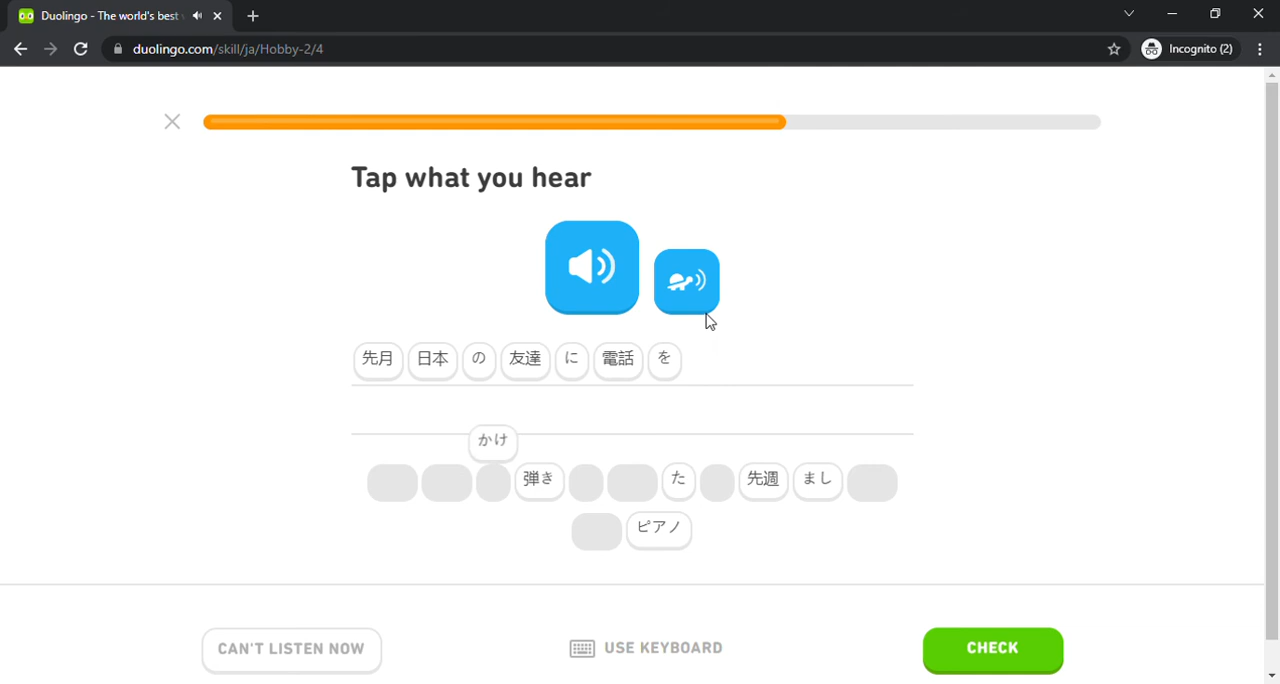 Duolingo - The world's best
duolingo.com/skill/ja/Hobby-2/4
Incognito (2)
Tap what you hear
先月 日本 の 友達 に 電話 を
かけ
弾き た 先週 まし
ピアノ
CAN'T LISTEN NOW USE KEYBOARD CHECK